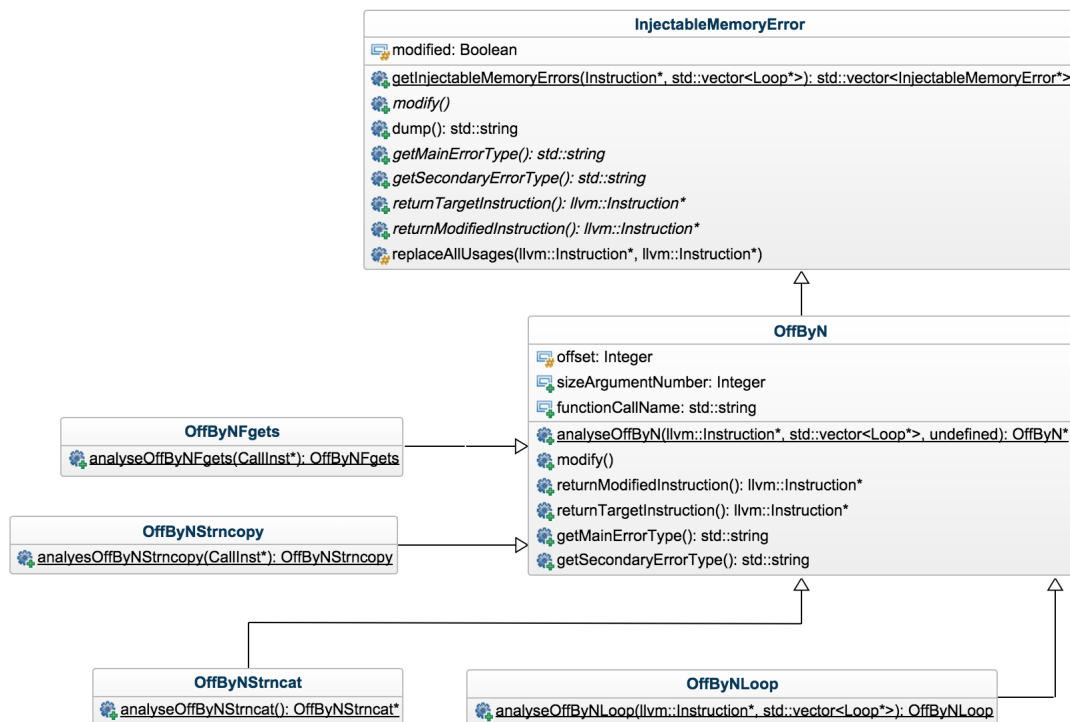 InjectableMemoryError
modified: Boolean
getInjectableMemoryErrors(Instruction*, std::vector<Loop*>): std::vector<InjectableMemoryError*>
modify()
dump(): std::string
getMainErrorType(): std::string
getSecondaryErrorType(): std::string
returnTargetInstruction(): llvm::Instruction*
returnModifiedInstruction(): llvm::Instruction*
replaceAllUsages(llvm::Instruction*, llvm::Instruction*)
OffByN
offset: Integer
sizeArgumentNumber: Integer
functionCallName: std::string
analyseOffByN(llvm::Instruction*, std::vector<Loop*>, undefined): OffByN*
modify()
returnModifiedInstruction(): llvm::Instruction*
returnTargetInstruction(): llvm::Instruction*
getMainErrorType(): std::string
getSecondaryErrorType(): std::string
OffByNFgets
analyseOffByNFgets(CallInst*): OffByNFgets
OffByNStrncopy
analyesOffByNStrncopy(CallInst*): OffByNStrncopy
OffByNStrncat
analyseOffByNStrncat(): OffByNStrncat*
OffByNLoop
analyseOffByNLoop(llvm::Instruction*, std::vector<Loop*>): OffByNLoop